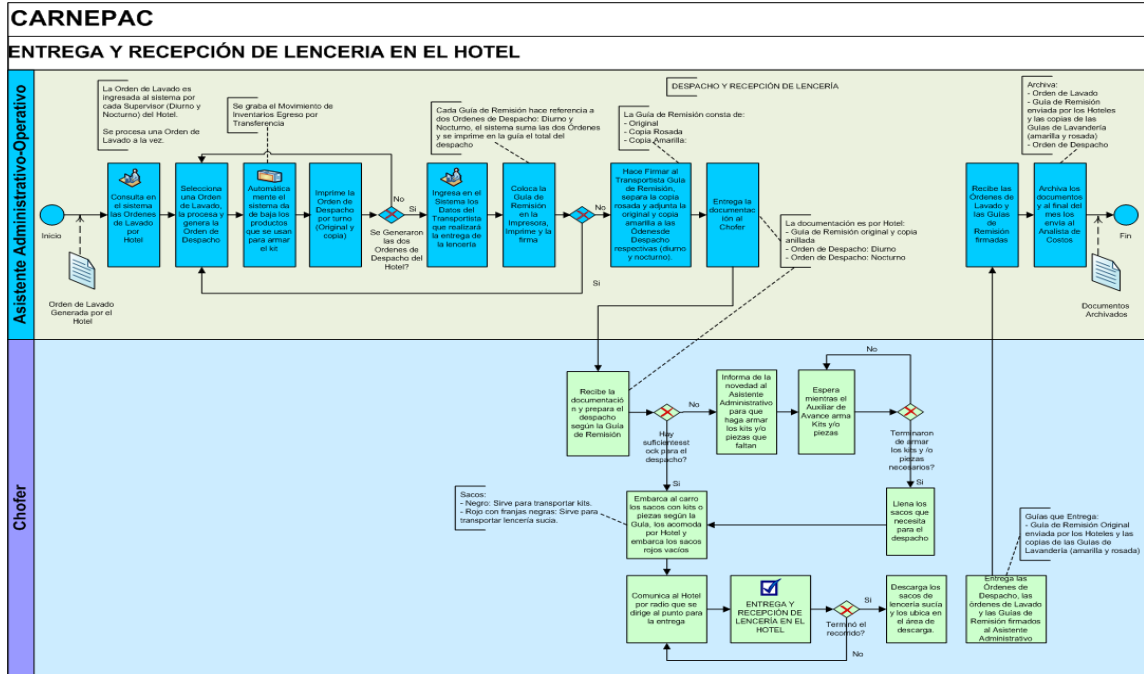 CARNEPAC
ENTREGA Y RECEPCIÓN DE LENCERIA EN EL HOTEL
Asistente Administrativo-Operativo
La Orden de Lavado es
ingresada al sistema por
cada Supervisor (Diurno y
Nocturno) del Hotel.
Se procesa una Orden de
Lavado a la vez.
Se graba el Movimiento de
Inventarios Egreso por
Transferencia
Cada Guía de Remisión hace referencia a
dos Ordenes de Despacho: Diurno y
Nocturno, el sistema suma las dos Órdenes
y se imprime en la guía el total del
despacho
DESPACHO Y RECEPCIÓN DE LENCERÍA
La Guía de Remisión consta de:
- Original
- Copia Rosada
- Copia Amarilla:
Archiva:
- Orden de Lavado
- Guía de Remisión
enviada por los Hoteles
y las copias de las
Guias de Lavandería
(amarilla y rosada)
- Orden de Despacho
Inicio
Orden de Lavado
Generada por el
Hotel
Consulta en
el sistema
las Ordenes
de Lavado
por
Hotel
Selecciona
una Orden
de Lavado,
la procesa y
genera la
Orden de
Despacho
Automática
mente el
sistema da
de baja los
productos
que se usan
para armar
el kit
Imprime la
Orden de
Despacho
por turno
(Original y
copia)
No
Si
Se Generaron
las dos
Ordenes de
Despacho del
Hotel?
Ingresa en el
Sistema los
Datos del
Transportista
que realizará
la entrega de
la lencería
Coloca la
Guía de
Remisión
en la
Impresora,
Imprime y la
firma
No
Si
Hace Firmar al
Transportista Guía
de Remisión,
separa la copia
rosada y adjunta la
original y copia
amarilla a las
Ódenesde
Despacho
respectivas (diurno
y nocturno).
Entrega la
documentac
ión al
Chofer
La documentación es por Hotel:
- Guía de Remisión original y copia
anillada
- Orden de Despacho: Diurno
- Orden de Despacho: Nocturno
Recibe las
Órdenes de
Lavado y
las Guías
de
Remisión
firmadas
Archiva los
documentos
y al final del
mes los
envía al
Analista de
Costos
Fin
Documentos
Archivados
Chofer
Recibe la
documentació
n y prepara el
despacho
según la Guía
de Remisión
No
Hay
suficientesst
ock para el
despacho?
Si
Informa de la
novedad al
Asistente
Administrativo
para que
haga armar
los kits y/o
piezas que
faltan
Espera
mientras el
Auxiliar de
Avance arma
Kits y/o
piezas
No
Terminaron
de armar
los kits y /o
piezas
necesarios?
Si
Llena los
sacos que
necesita
para el
despacho
Sacos:
- Negro: Sirve para transportar kits.
- Rojo con franjas negras: Sirve para
transportar lencería sucia.
Embarca al carro
los sacos con kits o
piezas según la
Guía, los acomoda
por Hotel y
embarca los sacos
rojos vacíos
Guías que Entrega:
- Guía de Remisión Original
enviada por los Hoteles y las
copias de las Guias de
Lavandería (amarilla y rosada)
Comunica al Hotel
por radio que se
dirige al punto para
la entrega
ENTREGA Y
RECEPCIÓN DE
LENCERÍA EN EL
HOTEL
Si
Terminó el
recorrido?
No
Descarga los
sacos de
lencería sucía
y los ubica en
el área de
descarga.
Entrega las
Órdenes de
Despacho, las
órdenes de Lavado
y las Guías de
Remisión firmados
al Asistente
Administrativo